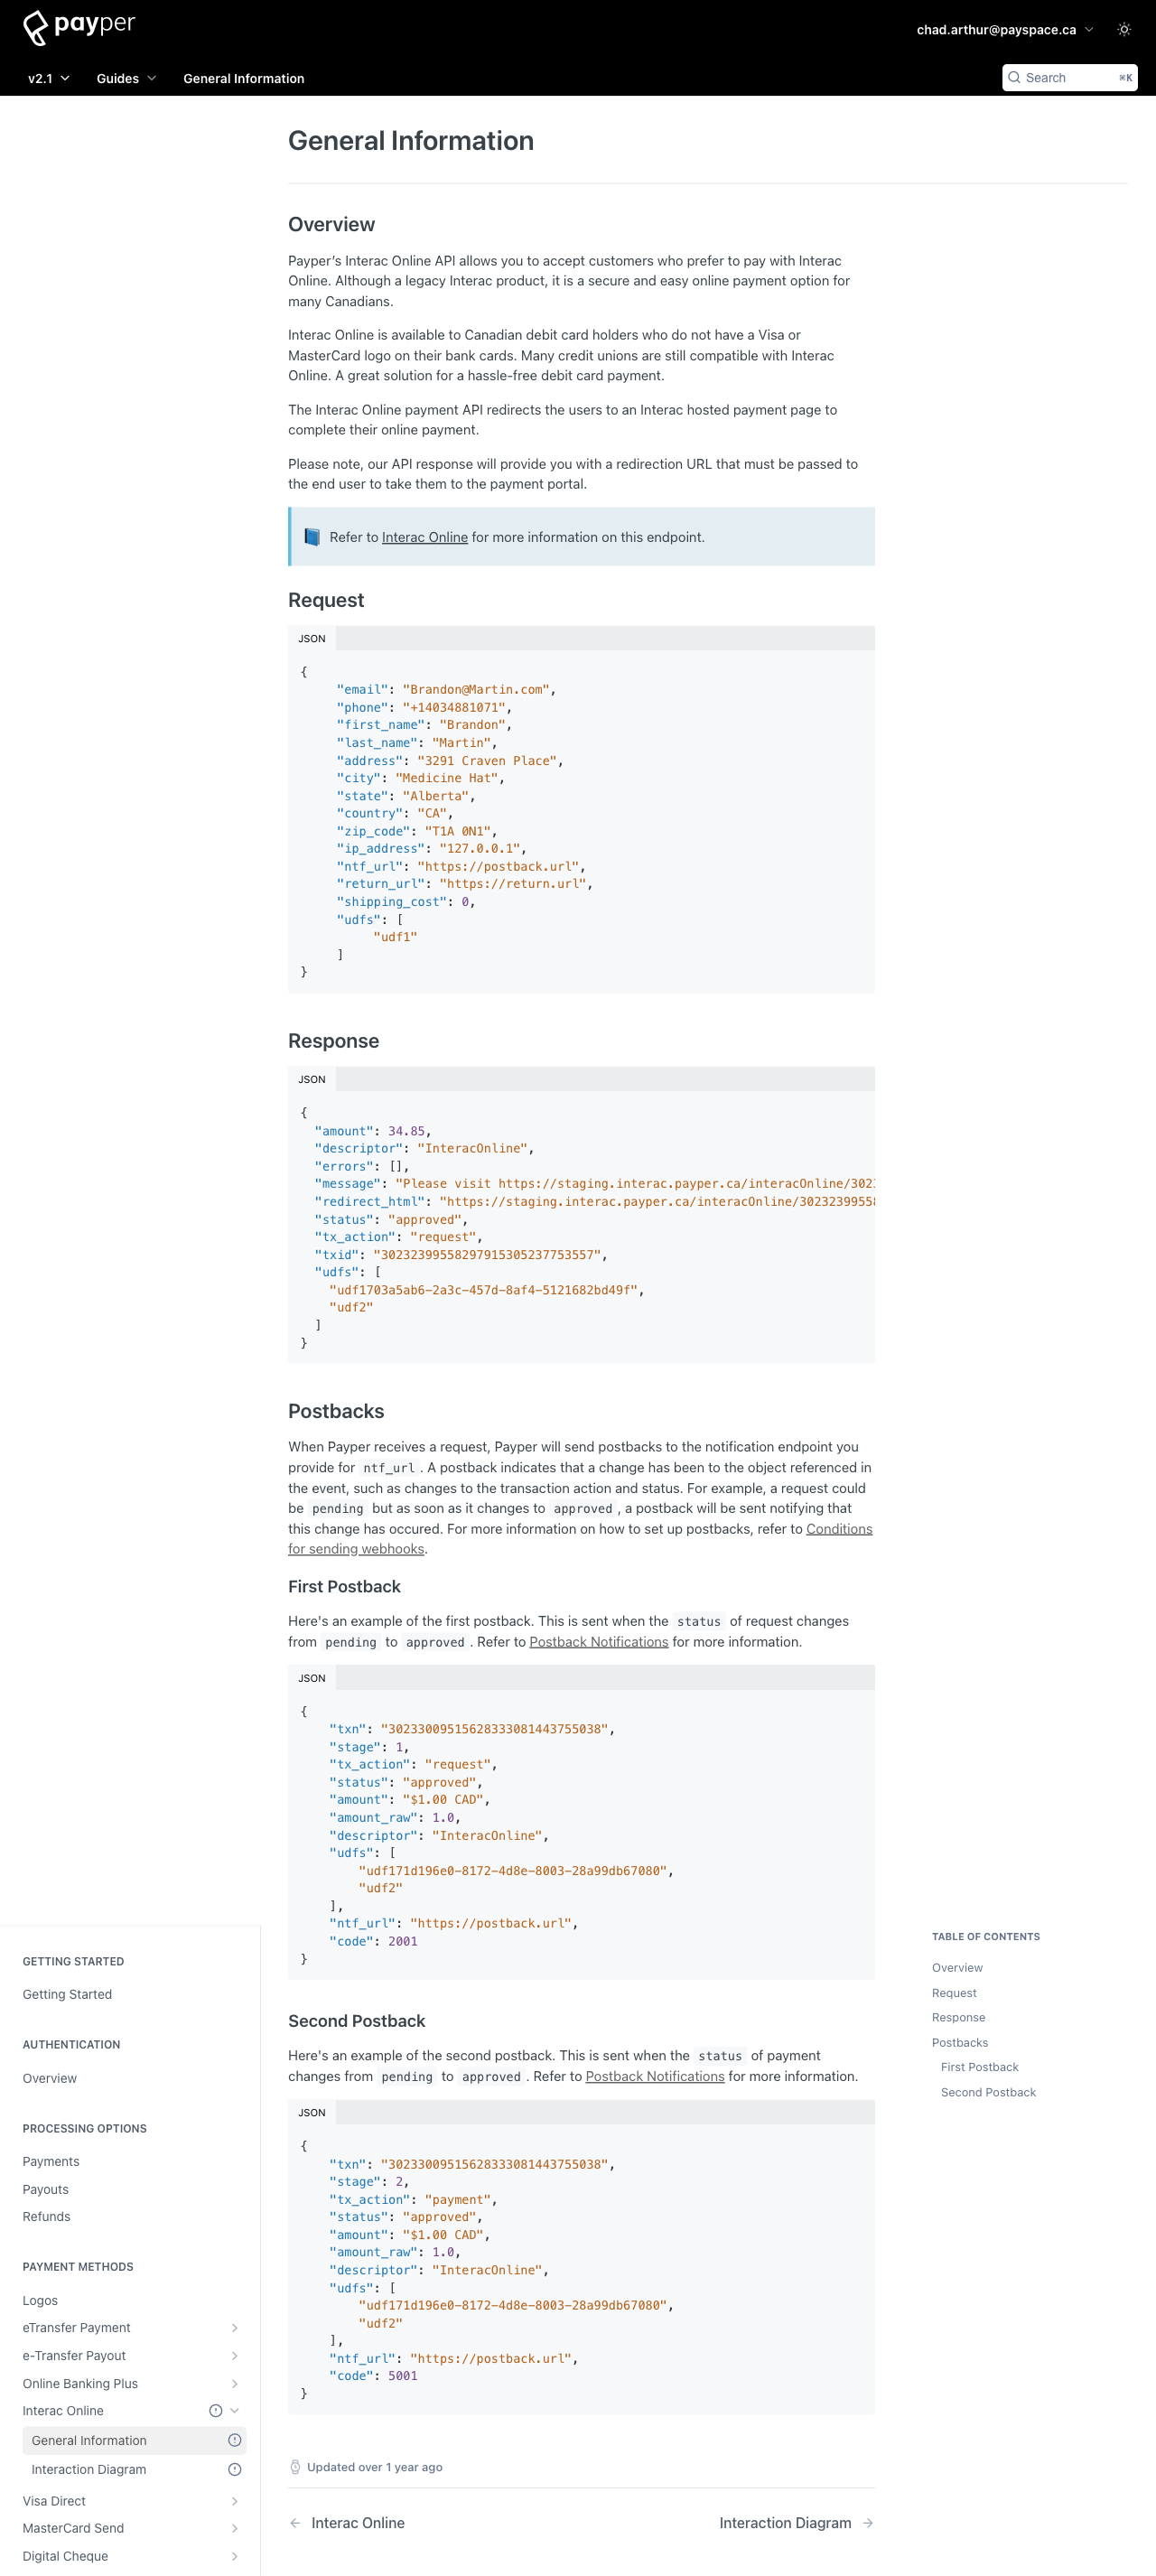 payper
chad.arthur@payspace.ca
v2.1 Guides General Information
Search ⌘K
General Information
Overview
Payper’s Interac Online API allows you to accept customers who prefer to pay with Interac
Online. Although a legacy Interac product, it is a secure and easy online payment option for
many Canadians.
Interac Online is available to Canadian debit card holders who do not have a Visa or
MasterCard logo on their bank cards. Many credit unions are still compatible with Interac
Online. A great solution for a hassle-free debit card payment.
The Interac Online payment API redirects the users to an Interac hosted payment page to
complete their online payment.
Please note, our API response will provide you with a redirection URL that must be passed to
the end user to take them to the payment portal.
Refer to Interac Online for more information on this endpoint.
Request
JSON
{
"email": "Brandon@Martin.com",
"phone": "+14034881071",
"first_name": "Brandon",
"last_name": "Martin",
"address": "3291 Craven Place",
"city": "Medicine Hat",
"state": "Alberta",
"country": "CA",
"zip_code": "T1A 0N1",
"ip_address": "127.0.0.1",
"ntf_url": "https://postback.url",
"return_url": "https://return.url",
"shipping_cost": 0,
"udfs": [
"udf1"
]
}
Response
JSON
{
"amount": 34.85,
"descriptor": "InteracOnline",
"errors": [],
"message": "Please visit https://staging.interac.payper.ca/interacOnline/3023
"redirect_html": "https://staging.interac.payper.ca/interacOnline/30232399558
"status": "approved",
"tx_action": "request",
"txid": "30232399558297915305237753557",
"udfs": [
"udf1703a5ab6-2a3c-457d-8af4-5121682bd49f",
"udf2"
]
}
Postbacks
When Payper receives a request, Payper will send postbacks to the notification endpoint you
provide for ntf_url. A postback indicates that a change has been to the object referenced in
the event, such as changes to the transaction action and status. For example, a request could
be pending but as soon as it changes to approved, a postback will be sent notifying that
this change has occured. For more information on how to set up postbacks, refer to Conditions
for sending webhooks.
First Postback
Here's an example of the first postback. This is sent when the status of request changes
from pending to approved. Refer to Postback Notifications for more information.
JSON
{
"txn": "30233009515628333081443755038",
"stage": 1,
"tx_action": "request",
"status": "approved",
"amount": "$1.00 CAD",
"amount_raw": 1.0,
"descriptor": "InteracOnline",
"udfs": [
"udf171d196e0-8172-4d8e-8003-28a99db67080",
"udf2"
],
"ntf_url": "https://postback.url",
"code": 2001
}
Second Postback
Here's an example of the second postback. This is sent when the status of payment
changes from pending to approved. Refer to Postback Notifications for more information.
JSON
{
"txn": "30233009515628333081443755038",
"stage": 2,
"tx_action": "payment",
"status": "approved",
"amount": "$1.00 CAD",
"amount_raw": 1.0,
"descriptor": "InteracOnline",
"udfs": [
"udf171d196e0-8172-4d8e-8003-28a99db67080",
"udf2"
],
"ntf_url": "https://postback.url",
"code": 5001
}
Updated over 1 year ago
← Interac Online
Interaction Diagram →
GETTING STARTED
Getting Started
AUTHENTICATION
Overview
PROCESSING OPTIONS
Payments
Payouts
Refunds
PAYMENT METHODS
Logos
eTransfer Payment
e-Transfer Payout
Online Banking Plus
Interac Online
General Information
Interaction Diagram
Visa Direct
MasterCard Send
Digital Cheque
TABLE OF CONTENTS
Overview
Request
Response
Postbacks
First Postback
Second Postback